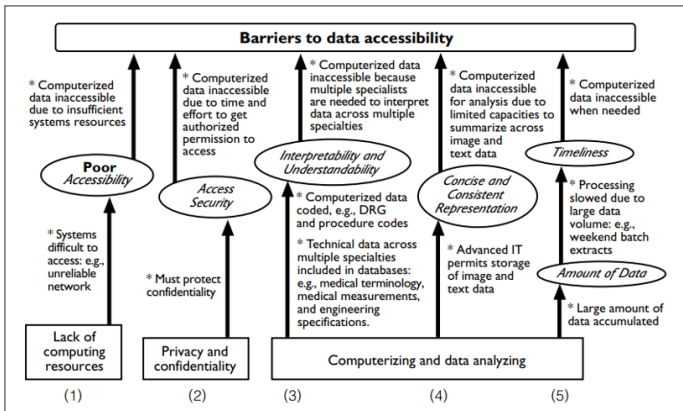 Barriers to data accessibility
* Computerized
data inaccessible
due to insufficient
systems resources
Poor
Accessibility
* Systems
difficult to
access: e.g.,
unreliable
network
Lack of
computing
resources
(1)
* Computerized
data inaccessible
due to time and
effort to get
authorized
permission to
access
Access
Security
* Must protect
confidentiality
Privacy and
confidentiality
(2)
* Computerized data
inaccessible because
multiple specialists
are needed to interpret
data across multiple
specialties
Interpretability and
Understandability
* Computerized data
coded, e.g., DRG
and procedure codes
* Technical data across
multiple specialties
included in databases:
e.g., medical terminology,
medical measurements,
and engineering
specifications.
(3)
* Computerized
data inaccessible
for analysis due to
limited capacities to
summarize across
image and
text data
Concise and
Consistent
Representation
* Advanced IT
permits storage
of image and
text data
(4)
* Computerized
data inaccessible
when needed
Timeliness
* Processing
slowed due to
large data
volume: e.g.,
weekend batch
extracts
Amount of Data
* Large amount of
data accumulated
Computerizing and data analyzing
(5)